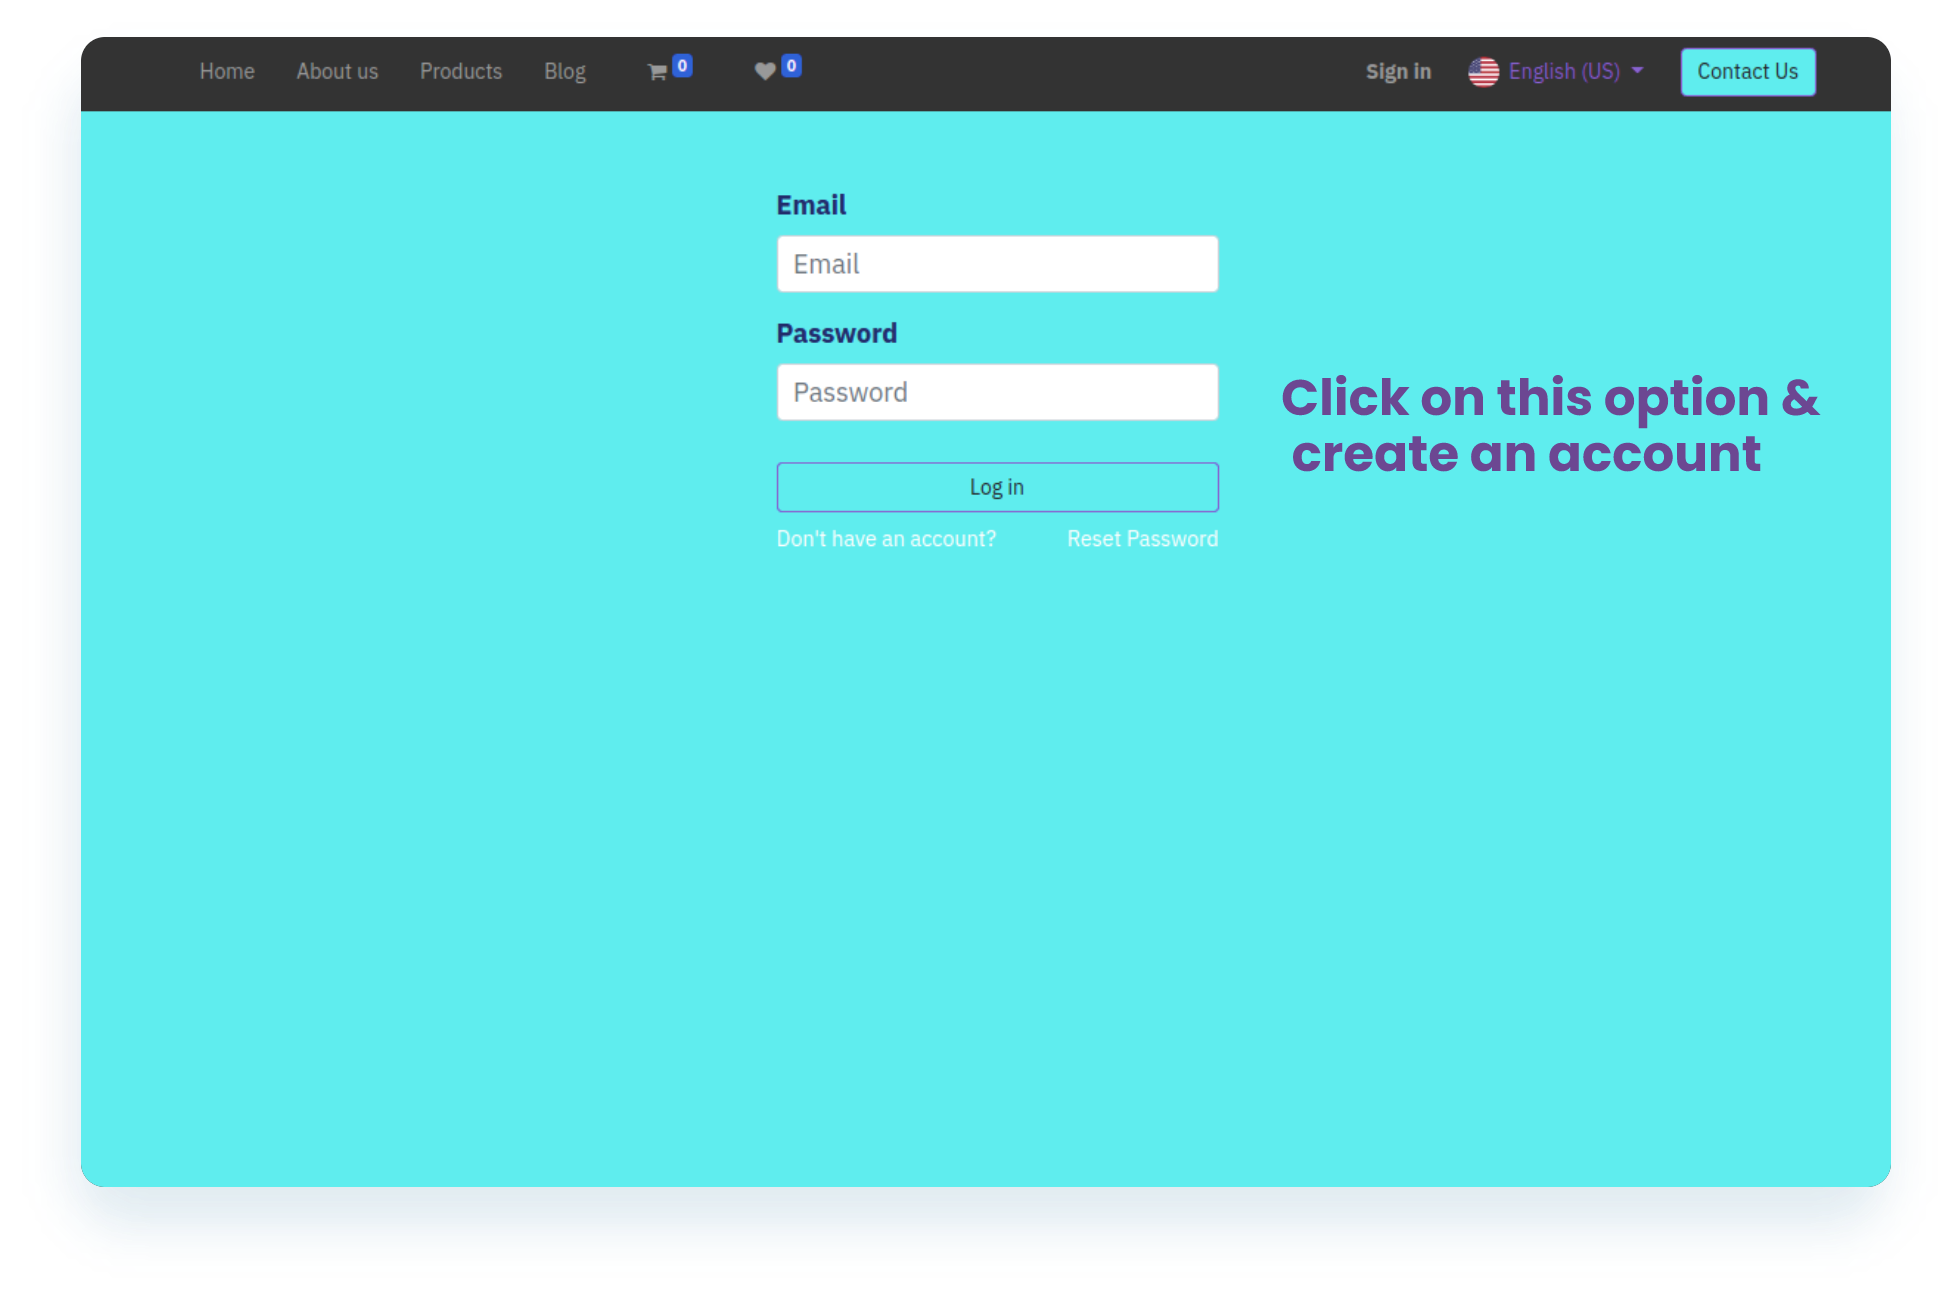 Home About us Products Blog 0 0 Sign in English (US) Contact Us
Email
Email
Password
Password
Click on this option &
create an account
Log in
Don't have an account? Reset Password